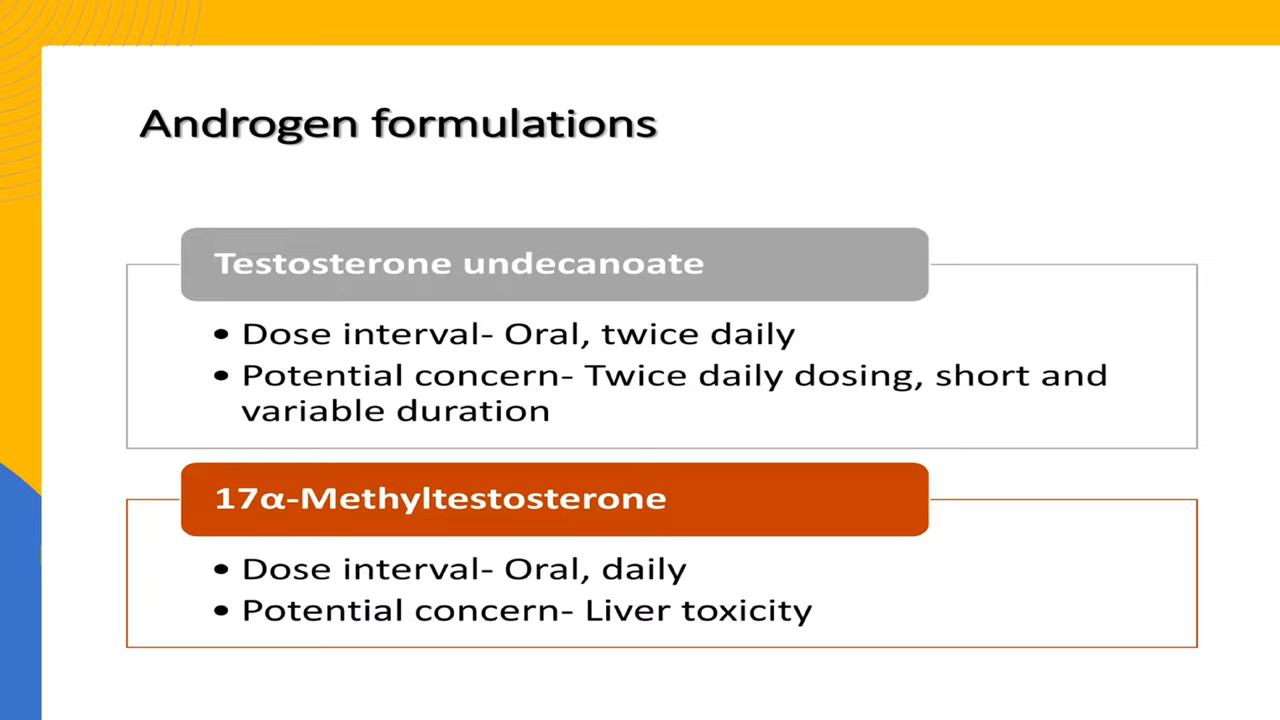 Androgen formulations
Testosterone undecanoate
• Dose interval- Oral, twice daily
• Potential concern- Twice daily dosing, short and
variable duration
17α-Methyltestosterone
• Dose interval- Oral, daily
• Potential concern- Liver toxicity